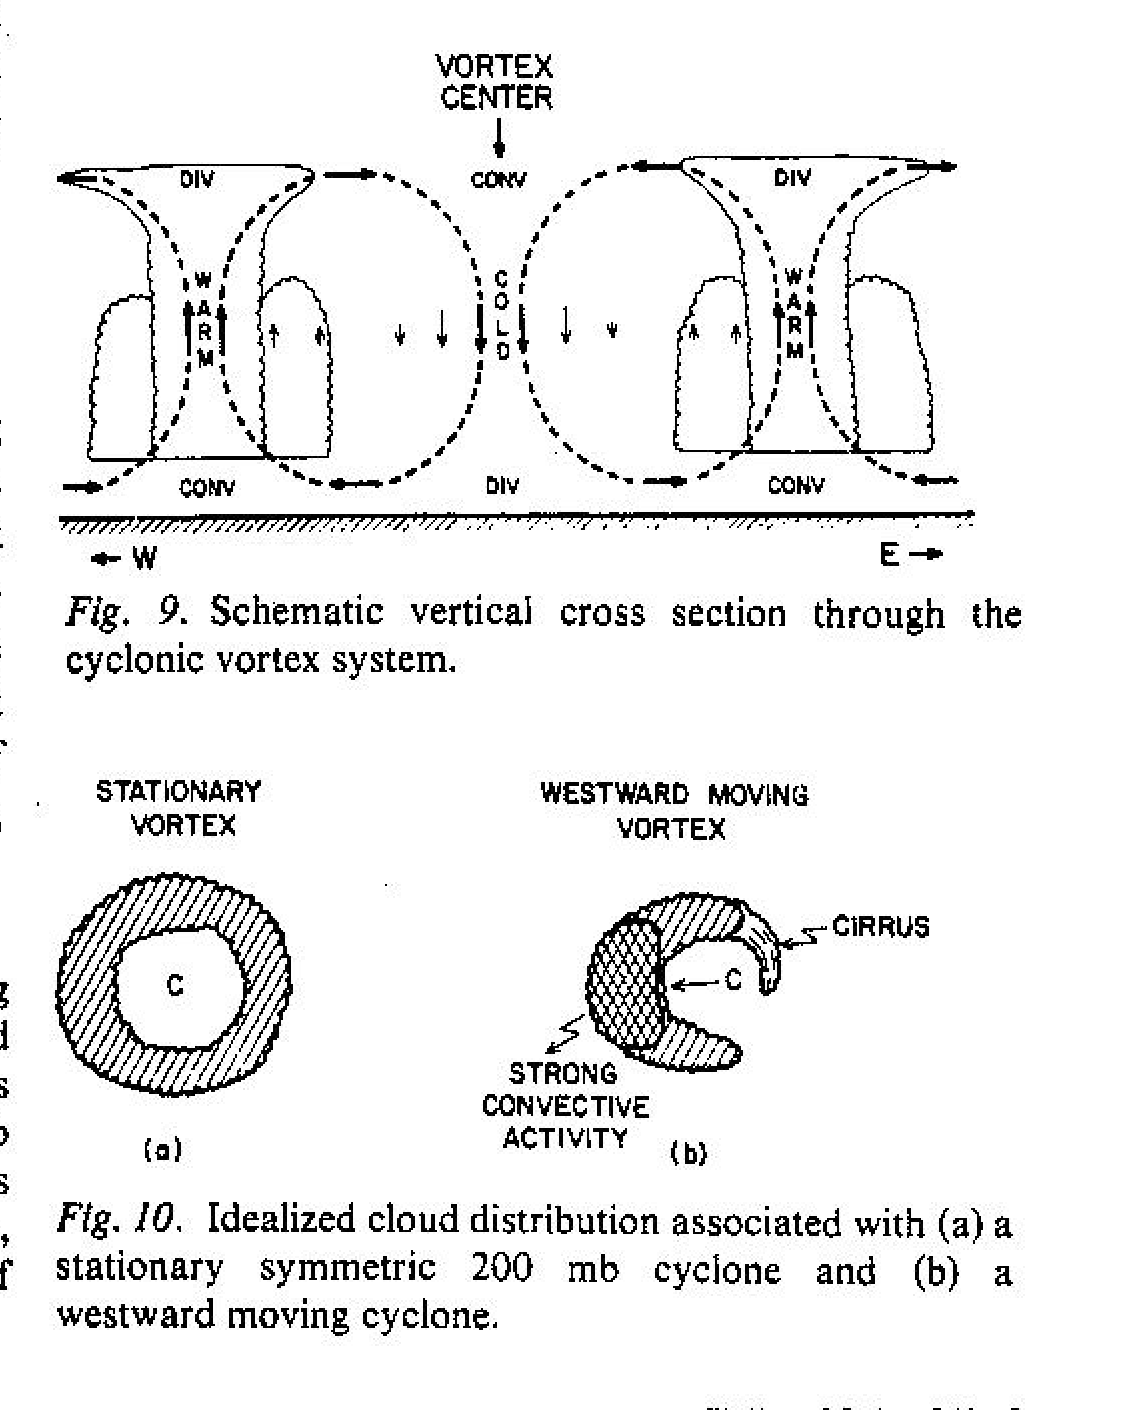 VORTEX
CENTER
DIV CONV DIV
WARM COLD WARM
CONV DIV CONV
W E
Fig. 9. Schematic vertical cross section through the
cyclonic vortex system.
STATIONARY
VORTEX
WESTWARD MOVING
VORTEX
CIRRUS
C
C
STRONG
CONVECTIVE
ACTIVITY
(a)
(b)
Fig. 10. Idealized cloud distribution associated with (a) a
stationary symmetric 200 mb cyclone and (b) a
westward moving cyclone.